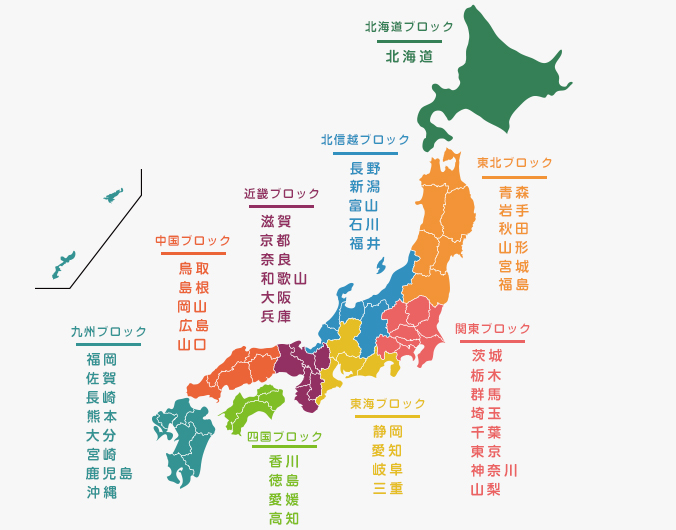 北海道ブロック
北海道
北信越ブロック
長野
新潟
富山
石川
福井
東北ブロック
青森
岩手
秋田
山形
宮城
福島
近畿ブロック
滋賀
京都
奈良
和歌山
大阪
兵庫
中国ブロック
鳥取
島根
岡山
広島
山口
九州ブロック
福岡
佐賀
長崎
熊本
大分
宮崎
鹿児島
沖縄
関東ブロック
茨城
栃木
群馬
埼玉
千葉
東京
神奈川
山梨
東海ブロック
静岡
愛知
岐阜
三重
四国ブロック
香川
徳島
愛媛
高知